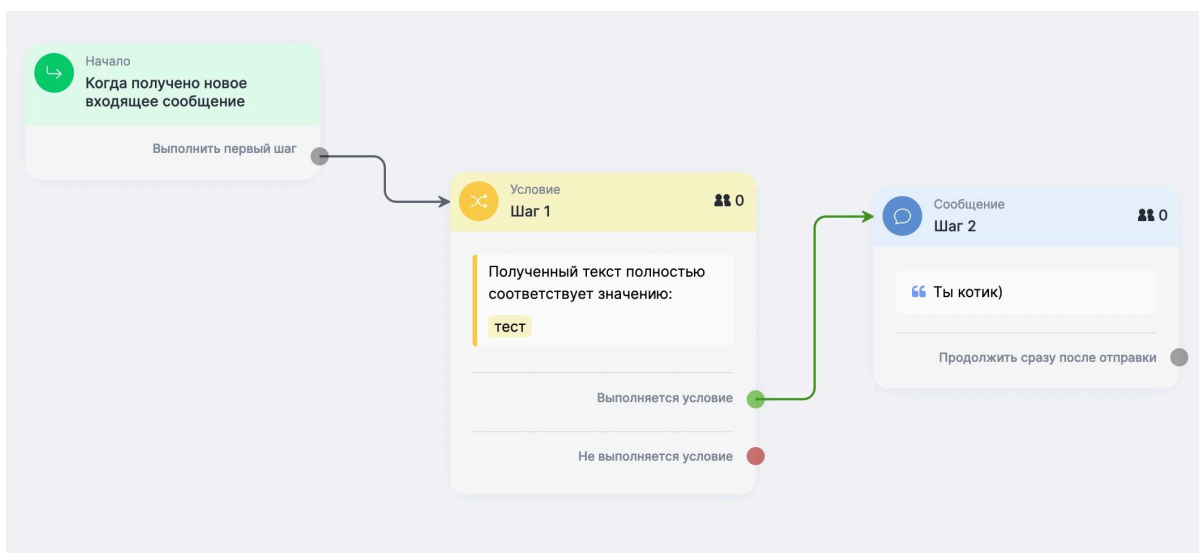 Начало
Когда получено новое
входящее сообщение
Выполнить первый шаг
Условие
Шаг 1
0
Полученный текст полностью
соответствует значению:
тест
Выполняется условие
Не выполняется условие
Сообщение
Шаг 2
0
Ты котик)
Продолжить сразу после отправки